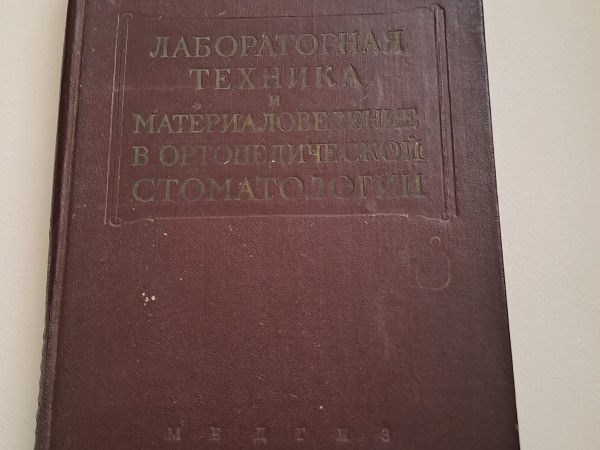 ЛАБОРАТОРНАЯ
ТЕХНИКА
И
МАТЕРИАЛОВЕДЕНИЕ
В ОРТОПЕДИЧЕСКОЙ
СТОМАТОЛОГИИ
МЕДГИЗ